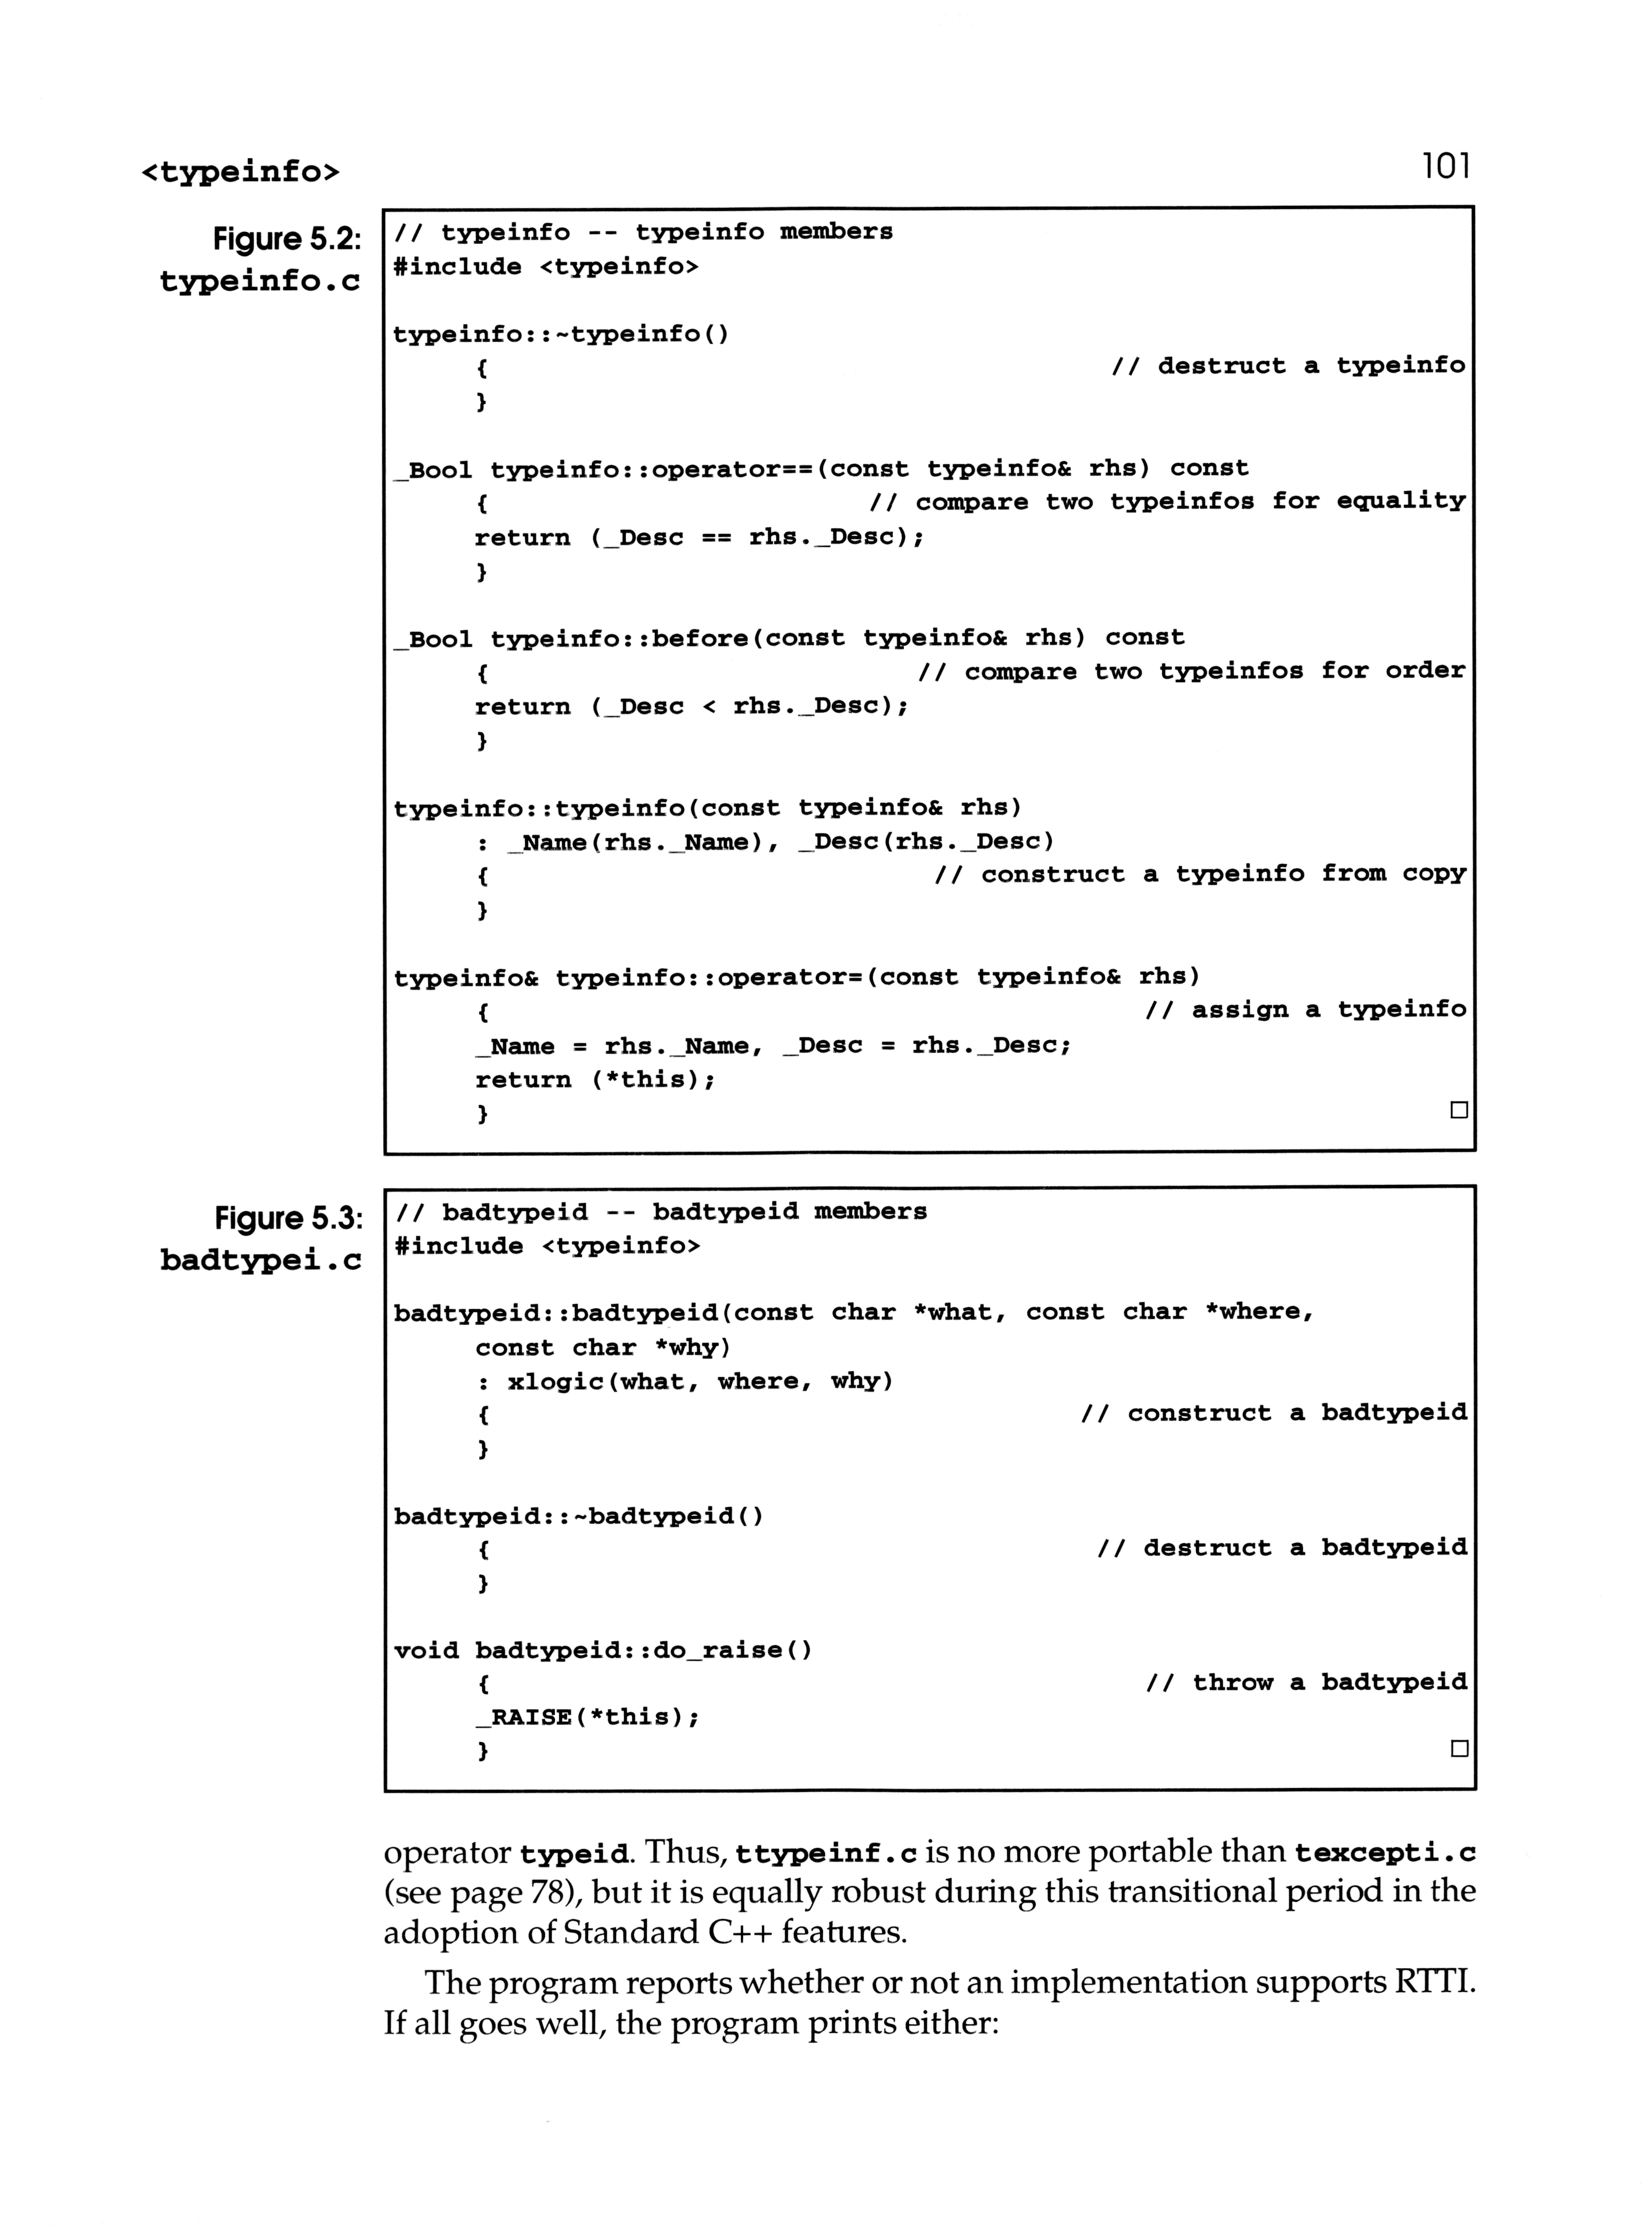 <typeinfo> 101
Figure 5.2:
typeinfo.c
// typeinfo -- typeinfo members
#include <typeinfo>
typeinfo::~typeinfo()
{ // destruct a typeinfo
}
_Bool typeinfo::operator==(const typeinfo& rhs) const
{ // compare two typeinfos for equality
return (_Desc == rhs._Desc);
}
_Bool typeinfo::before(const typeinfo& rhs) const
{ // compare two typeinfos for order
return (_Desc < rhs._Desc);
}
typeinfo::typeinfo(const typeinfo& rhs)
: _Name(rhs._Name), _Desc(rhs._Desc)
{ // construct a typeinfo from copy
}
typeinfo& typeinfo::operator=(const typeinfo& rhs)
{ // assign a typeinfo
_Name = rhs._Name, _Desc = rhs._Desc;
return (*this);
} □
Figure 5.3:
badtypei.c
// badtypeid -- badtypeid members
#include <typeinfo>
badtypeid::badtypeid(const char *what, const char *where,
const char *why)
: xlogic(what, where, why)
{ // construct a badtypeid
}
badtypeid::~badtypeid()
{ // destruct a badtypeid
}
void badtypeid::do_raise()
{ // throw a badtypeid
_RAISE(*this);
} □
operator typeid. Thus, ttypeinf.c is no more portable than texcepti.c
(see page 78), but it is equally robust during this transitional period in the
adoption of Standard C++ features.
The program reports whether or not an implementation supports RTTI.
If all goes well, the program prints either: